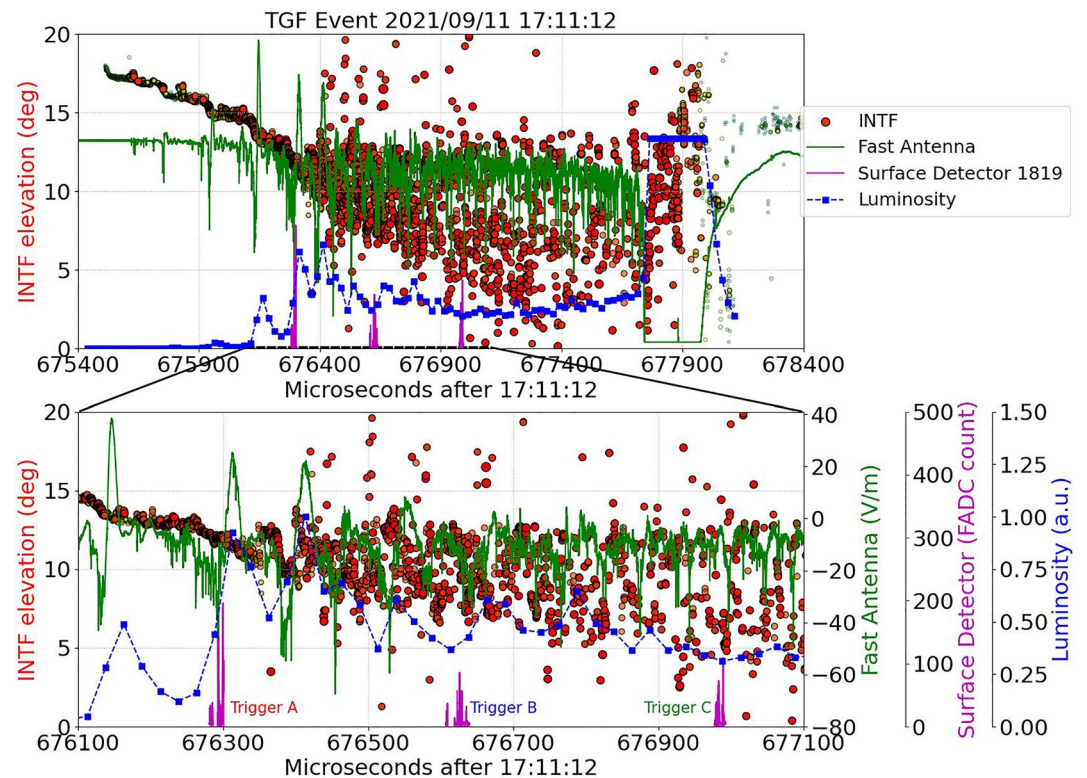 TGF Event 2021/09/11 17:11:12
20
15
10
5
0
INTF elevation (deg)
675400 675900 676400 676900 677400 677900 678400
Microseconds after 17:11:12
INTF
Fast Antenna
Surface Detector 1819
Luminosity
20
15
10
5
0
INTF elevation (deg)
Trigger A
Trigger B
Trigger C
676100 676300 676500 676700 676900 677100
Microseconds after 17:11:12
40
20
0
−20
−40
−60
−80
Fast Antenna (V/m)
500
400
300
200
100
0
Surface Detector (FADC count)
1.50
1.25
1.00
0.75
0.50
0.25
0.00
Luminosity (a.u.)